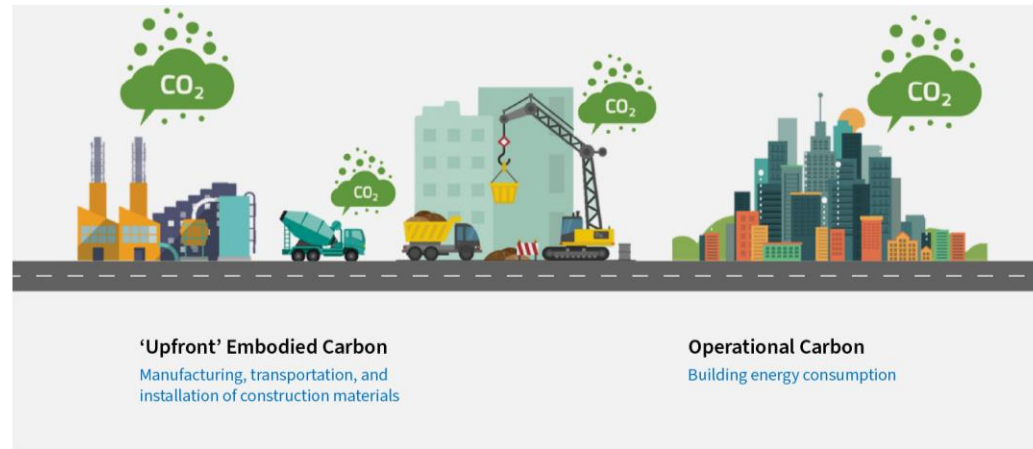 CO₂
CO₂
CO₂
CO₂
‘Upfront’ Embodied Carbon
Manufacturing, transportation, and
installation of construction materials
Operational Carbon
Building energy consumption